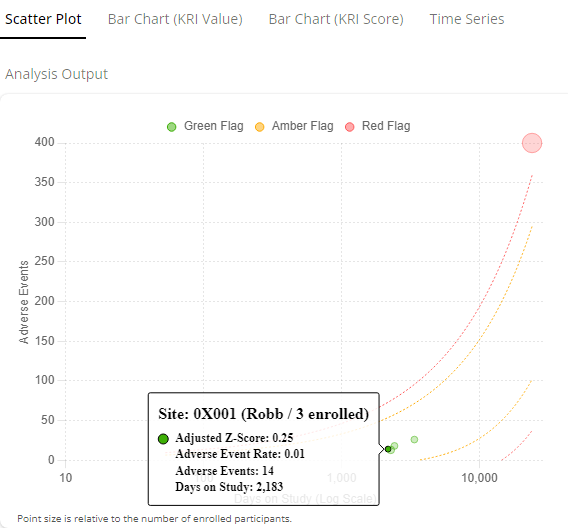 Scatter Plot Bar Chart (KRI Value) Bar Chart (KRI Score) Time Series
Analysis Output
Green Flag Amber Flag Red Flag
400
350
300
250
200
150
100
50
0
Adverse Events
Site: 0X001 (Robb / 3 enrolled)
Adjusted Z-Score: 0.25
Adverse Event Rate: 0.01
Adverse Events: 14
Days on Study: 2,183
10 100 1,000 10,000
Days on Study (Log Scale)
Point size is relative to the number of enrolled participants.